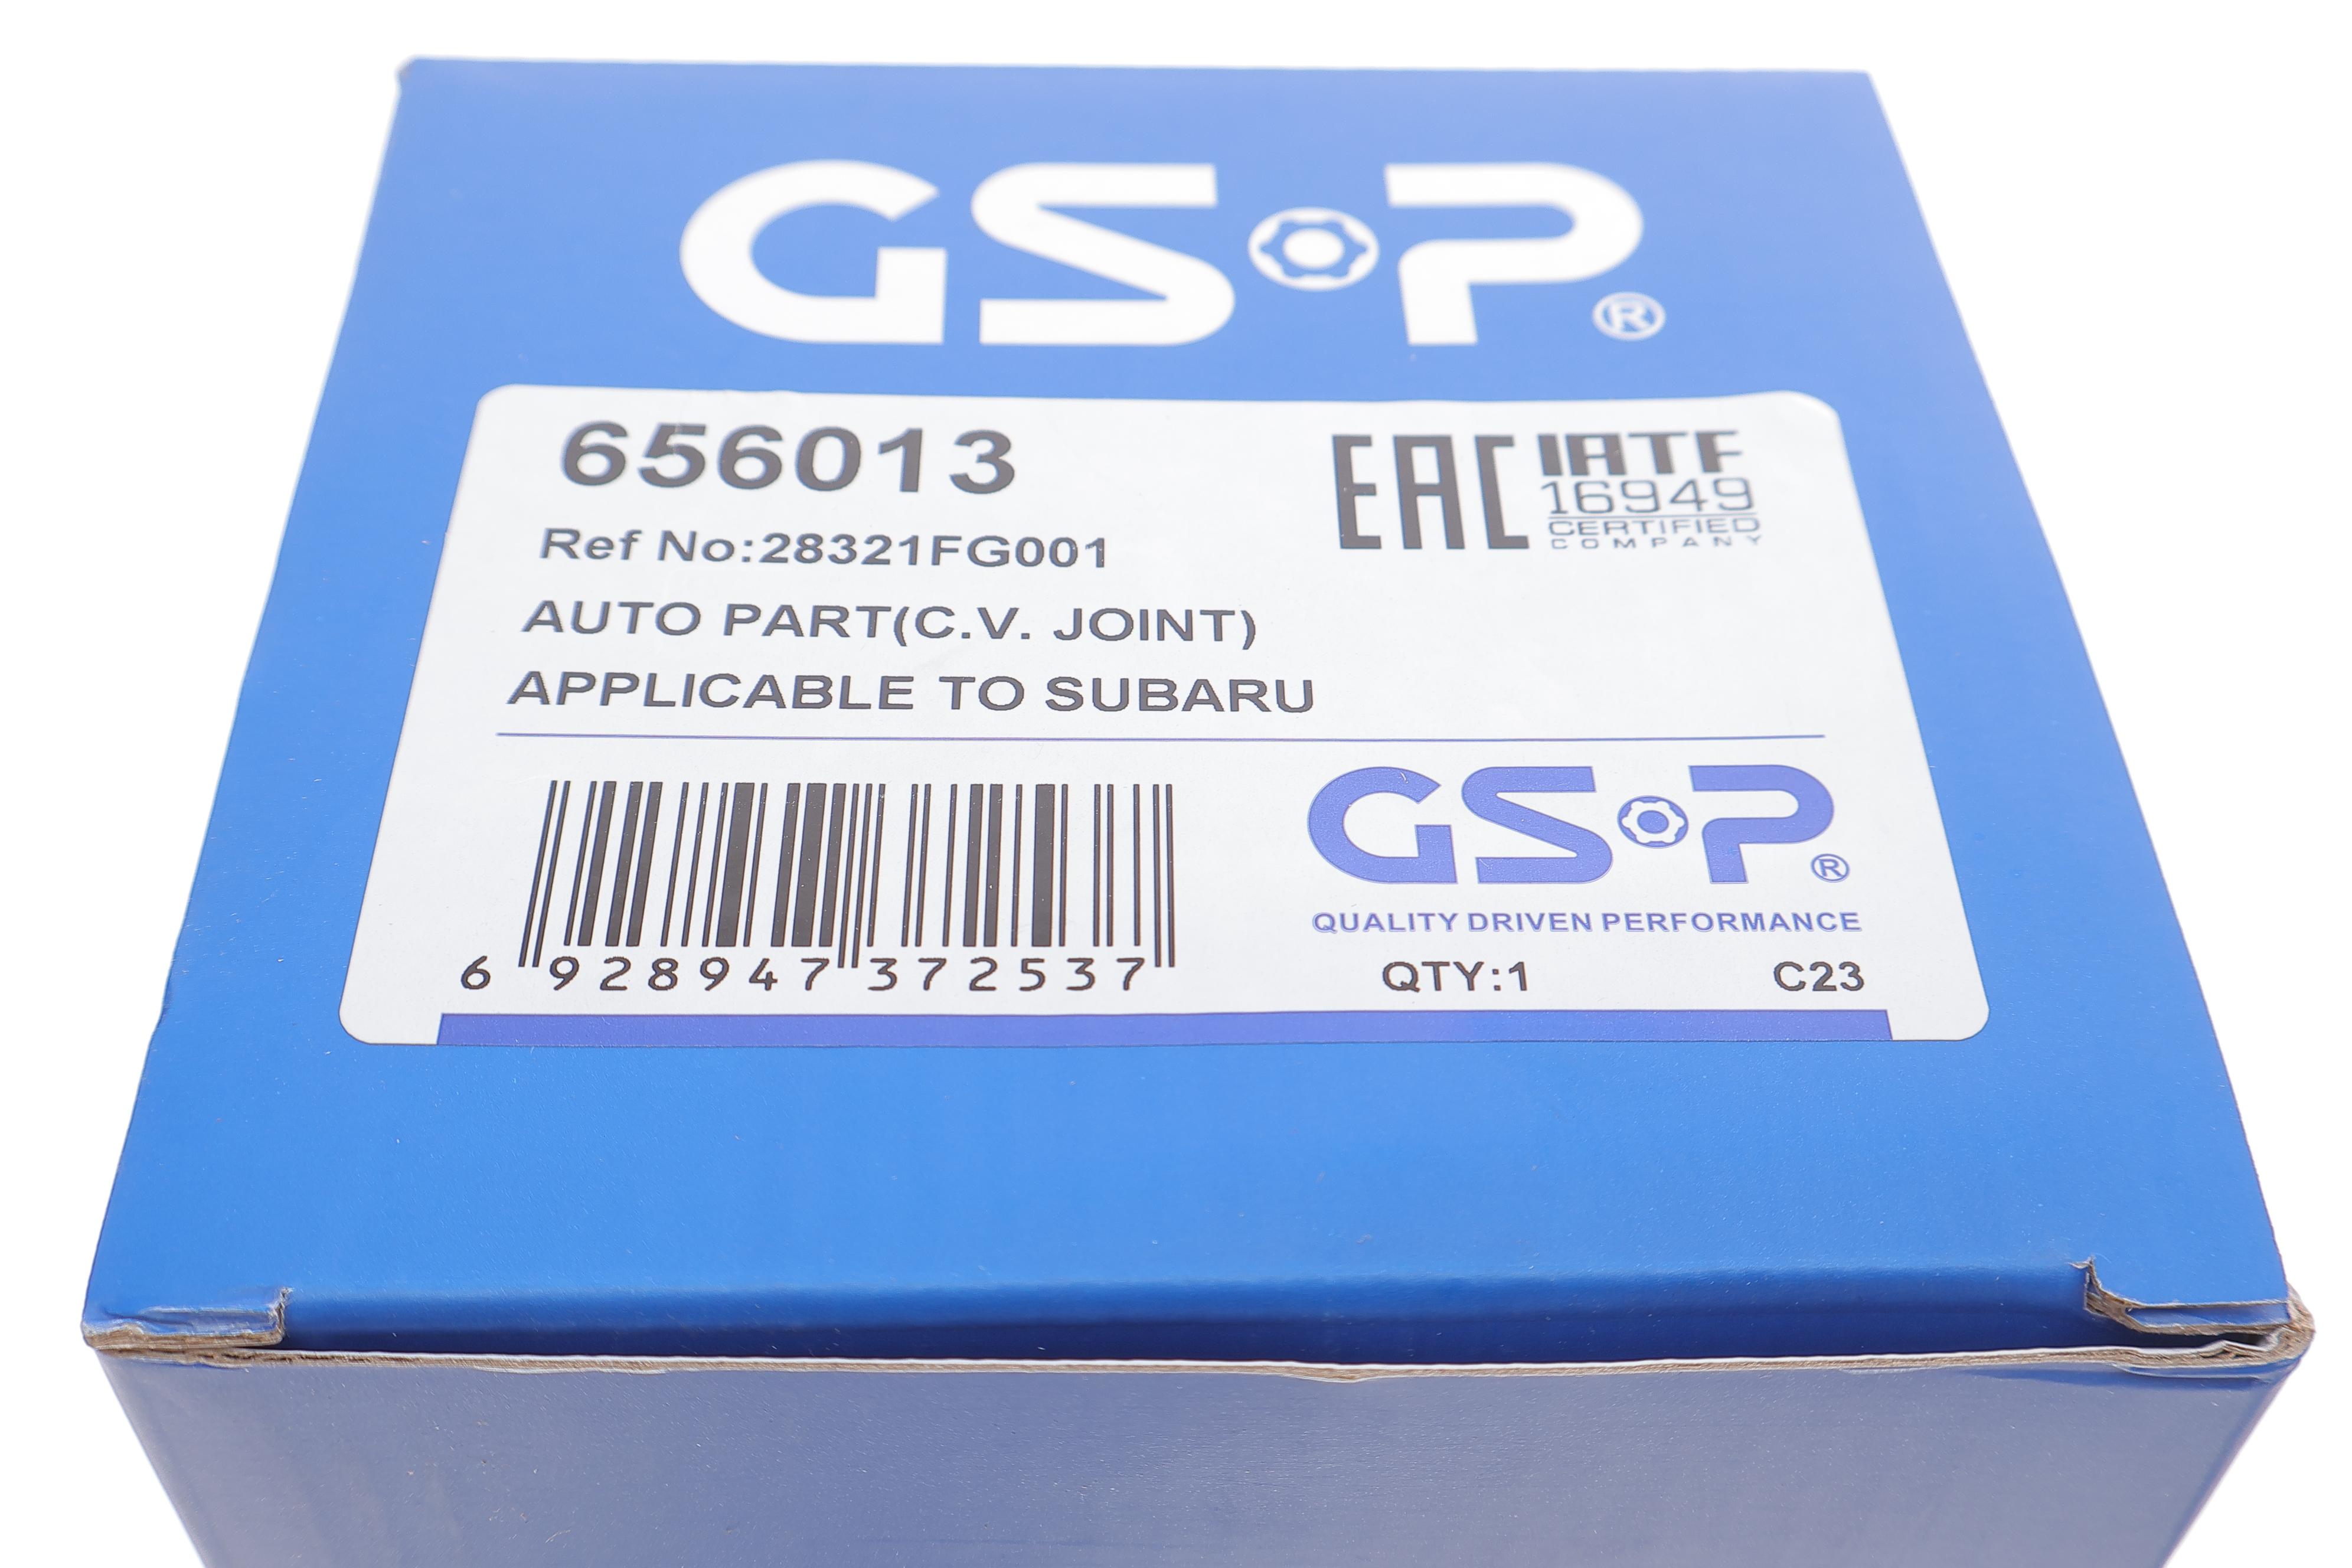 GSP®
656013
EAC
IATF
16949
CERTIFIED
COMPANY
Ref No:28321FG001
AUTO PART(C.V. JOINT)
APPLICABLE TO SUBARU
GSP®
QUALITY DRIVEN PERFORMANCE
6 928947 372537
QTY:1
C23